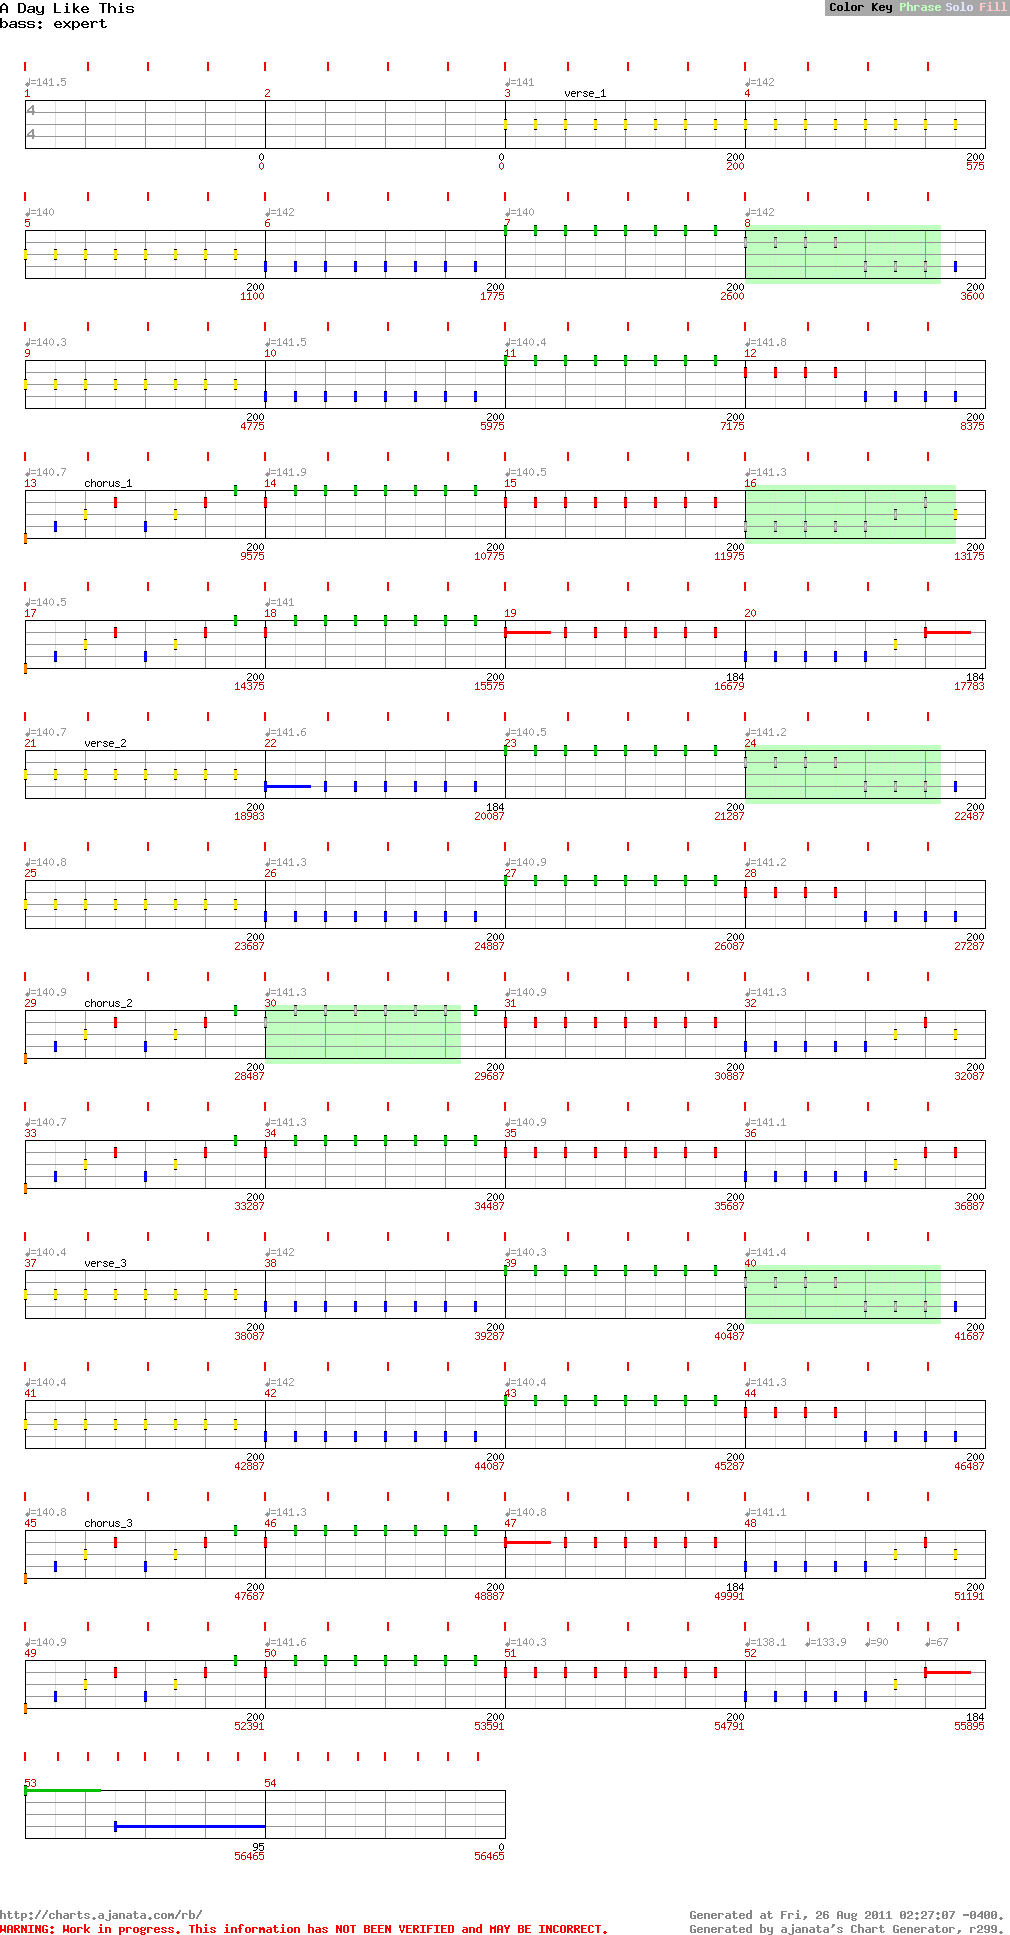 A Day Like This
bass: expert
Color Key Phrase Solo Fill
♩=141.5 ♩=141 ♩=142
1 2 3 verse_1 4
4
4
0 0 200 200
0 0 200 575
♩=140 ♩=142 ♩=140 ♩=142
5 6 7 8
200 200 200 200
1100 1775 2600 3600
♩=140.3 ♩=141.5 ♩=140.4 ♩=141.8
9 10 11 12
200 200 200 200
4775 5975 7175 8375
♩=140.7 ♩=141.9 ♩=140.5 ♩=141.3
13 chorus_1 14 15 16
200 200 200 200
9575 10775 11975 13175
♩=140.5 ♩=141
17 18 19 20
200 200 184 184
14375 15575 16679 17783
♩=140.7 ♩=141.6 ♩=140.5 ♩=141.2
21 verse_2 22 23 24
200 184 200 200
18983 20087 21287 22487
♩=140.8 ♩=141.3 ♩=140.9 ♩=141.2
25 26 27 28
200 200 200 200
23687 24887 26087 27287
♩=140.9 ♩=141.3 ♩=140.9 ♩=141.3
29 chorus_2 30 31 32
200 200 200 200
28487 29687 30887 32087
♩=140.7 ♩=141.3 ♩=140.9 ♩=141.1
33 34 35 36
200 200 200 200
33287 34487 35687 36887
♩=140.4 ♩=142 ♩=140.3 ♩=141.4
37 verse_3 38 39 40
200 200 200 200
38087 39287 40487 41687
♩=140.4 ♩=142 ♩=140.4 ♩=141.3
41 42 43 44
200 200 200 200
42887 44087 45287 46487
♩=140.8 ♩=141.3 ♩=140.8 ♩=141.1
45 chorus_3 46 47 48
200 200 184 200
47687 48887 49991 51191
♩=140.9 ♩=141.6 ♩=140.3 ♩=138.1 ♩=133.9 ♩=90 ♩=67
49 50 51 52
200 200 200 184
52391 53591 54791 55895
53 54
95 0
56465 56465
http://charts.ajanata.com/rb/ Generated at Fri, 26 Aug 2011 02:27:07 -0400.
WARNING: Work in progress. This information has NOT BEEN VERIFIED and MAY BE INCORRECT. Generated by ajanata's Chart Generator, r299.